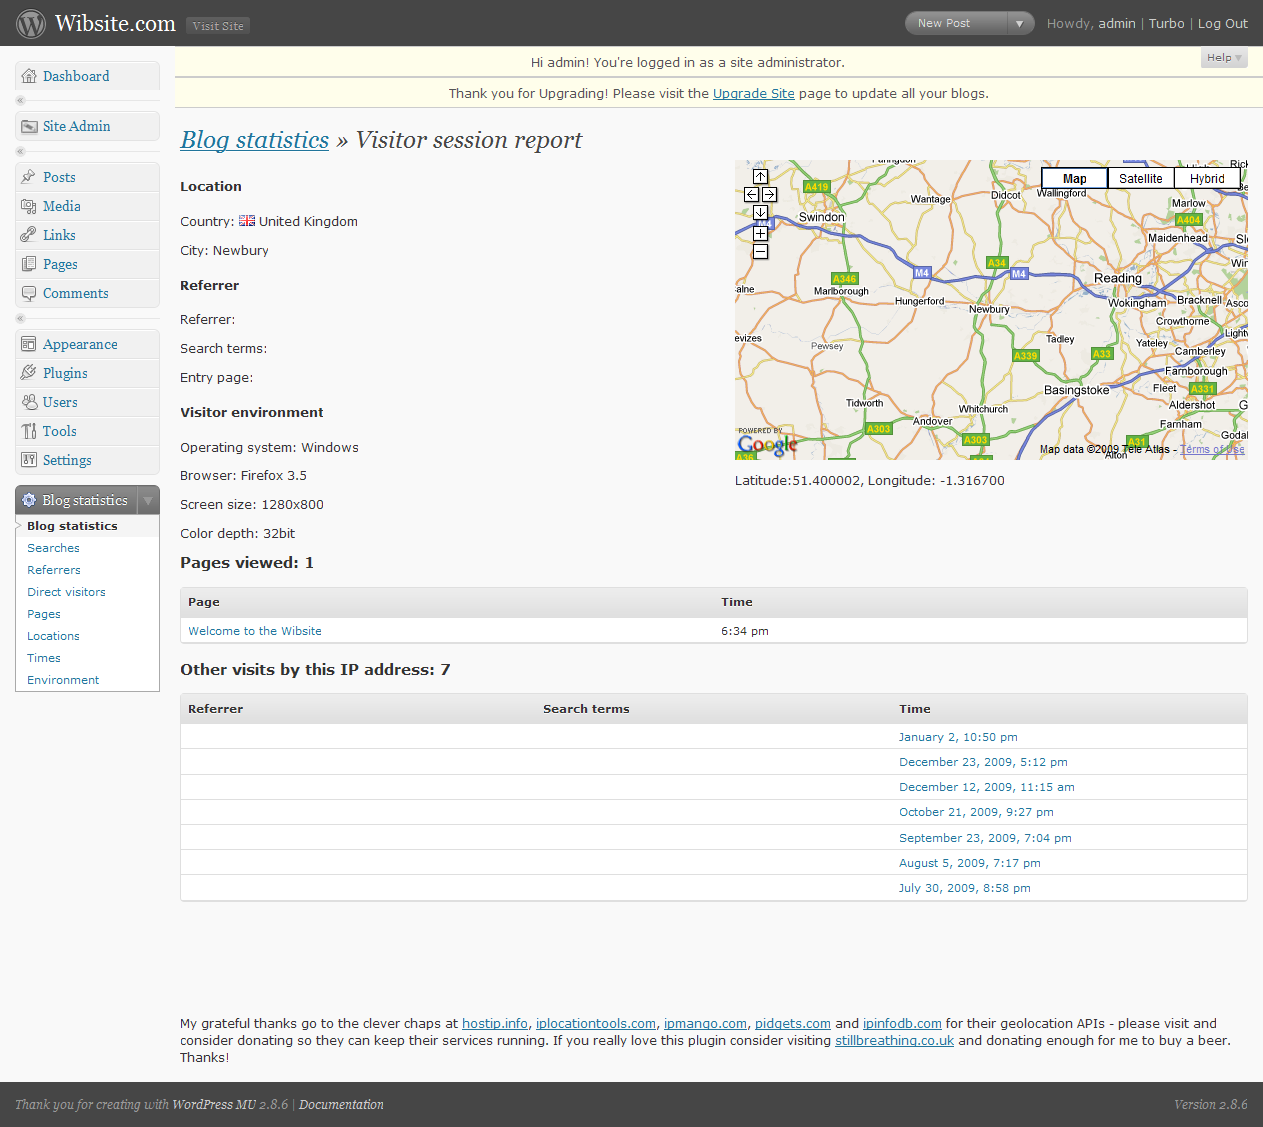 Wibsite.com Visit Site New Post Howdy, admin | Turbo | Log Out
Hi admin! You're logged in as a site administrator. Help
Thank you for Upgrading! Please visit the Upgrade Site page to update all your blogs.
Dashboard
Site Admin
Posts
Media
Links
Pages
Comments
Appearance
Plugins
Users
Tools
Settings
Blog statistics
Blog statistics
Searches
Referrers
Direct visitors
Pages
Locations
Times
Environment
Blog statistics » Visitor session report
Location
Country: United Kingdom
City: Newbury
Referrer
Referrer:
Search terms:
Entry page:
Visitor environment
Operating system: Windows
Browser: Firefox 3.5
Screen size: 1280x800
Color depth: 32bit
Map Satellite Hybrid
A419
Swindon
Wantage
Didcot
Wallingford
Marlow
A404
Maidenhead
M4
A34
M4
A346
Marlborough
Hungerford
Newbury
Reading
Wokingham
Bracknell
Crowthorne
Pewsey
Tadley
Yateley
Camberley
A339
A33
Farnborough
Basingstoke
Fleet
A331
Aldershot
Tidworth
Whitchurch
Andover
Farnham
A303
A303
A31
Alton
POWERED BY
Google
Map data ©2009 Tele Atlas - Terms of Use
Latitude:51.400002, Longitude: -1.316700
Pages viewed: 1
Page Time
Welcome to the Wibsite 6:34 pm
Other visits by this IP address: 7
Referrer Search terms Time
January 2, 10:50 pm
December 23, 2009, 5:12 pm
December 12, 2009, 11:15 am
October 21, 2009, 9:27 pm
September 23, 2009, 7:04 pm
August 5, 2009, 7:17 pm
July 30, 2009, 8:58 pm
My grateful thanks go to the clever chaps at hostip.info, iplocationtools.com, ipmango.com, pidgets.com and ipinfodb.com for their geolocation APIs - please visit and
consider donating so they can keep their services running. If you really love this plugin consider visiting stillbreathing.co.uk and donating enough for me to buy a beer.
Thanks!
Thank you for creating with WordPress MU 2.8.6 | Documentation Version 2.8.6